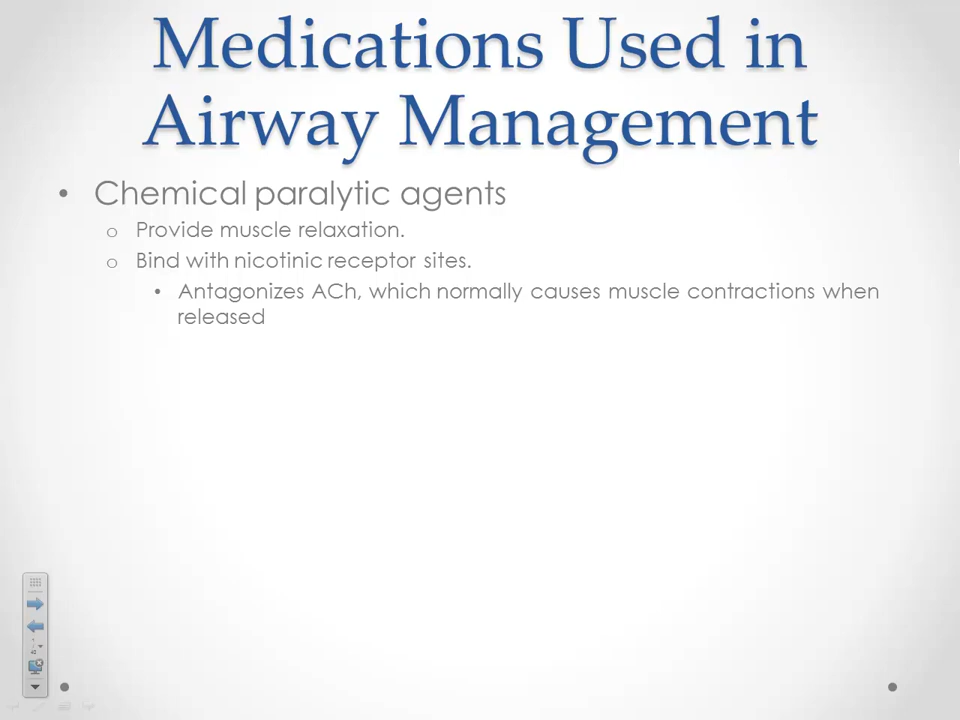 Medications Used in
Airway Management
• Chemical paralytic agents
o Provide muscle relaxation.
o Bind with nicotinic receptor sites.
• Antagonizes ACh, which normally causes muscle contractions when
released